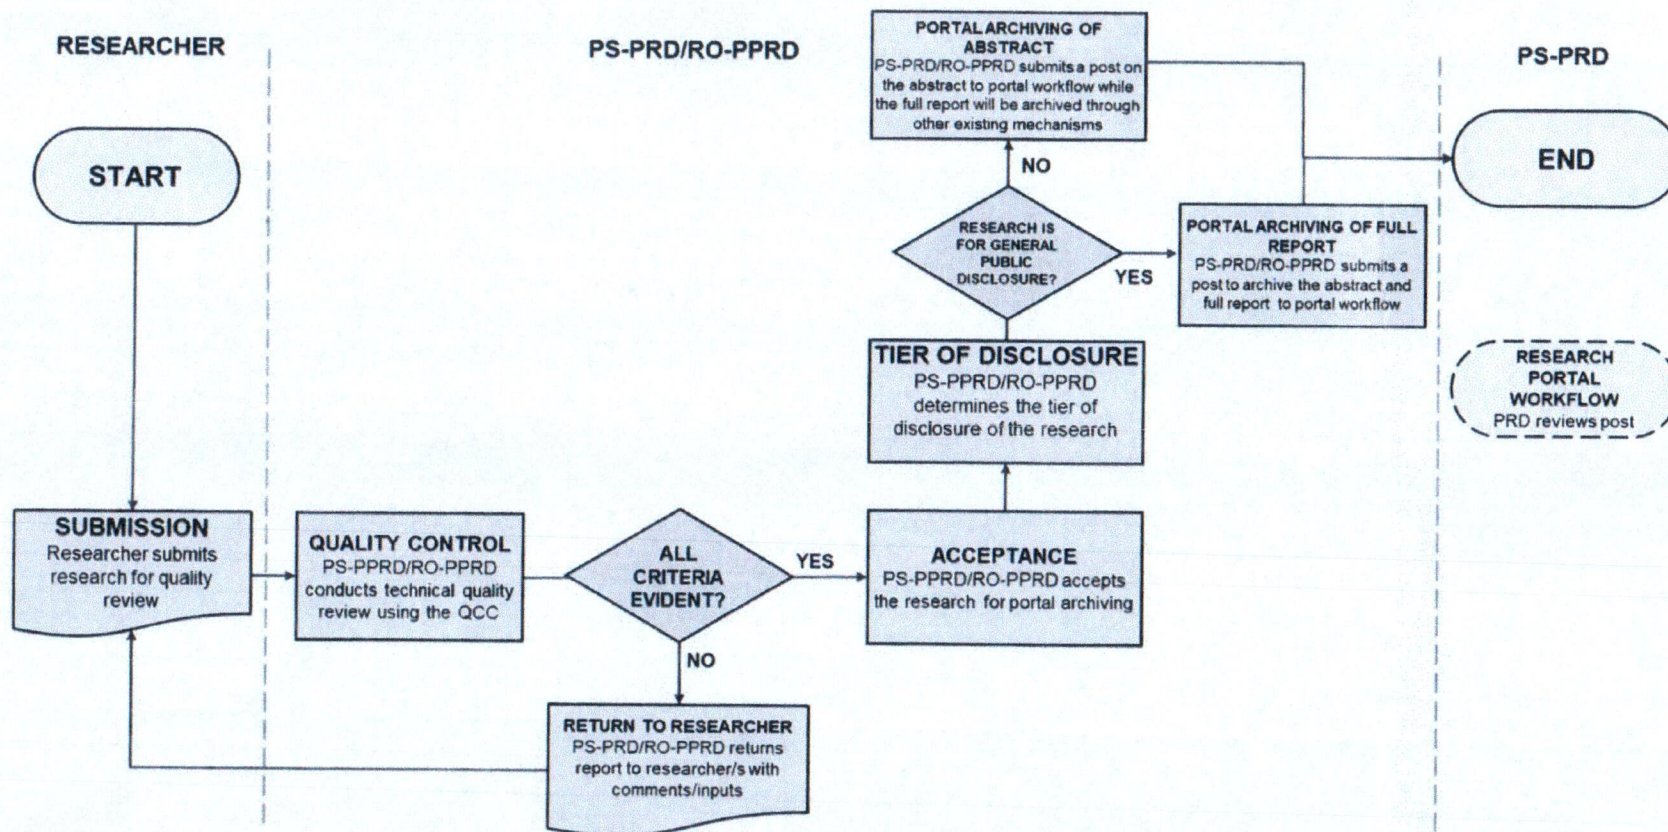 RESEARCHER
PS-PRD/RO-PPRD
PS-PRD
START
SUBMISSION
Researcher submits
research for quality
review
QUALITY CONTROL
PS-PPRD/RO-PPRD
conducts technical quality
review using the QCC
ALL
CRITERIA
EVIDENT?
YES
NO
RETURN TO RESEARCHER
PS-PRD/RO-PPRD returns
report to researcher/s with
comments/inputs
ACCEPTANCE
PS-PPRD/RO-PPRD accepts
the research for portal archiving
TIER OF DISCLOSURE
PS-PPRD/RO-PPRD
determines the tier of
disclosure of the research
RESEARCH IS
FOR GENERAL
PUBLIC
DISCLOSURE?
NO
YES
PORTAL ARCHIVING OF
ABSTRACT
PS-PRD/RO-PPRD submits a post on
the abstract to portal workflow while
the full report will be archived through
other existing mechanisms
PORTAL ARCHIVING OF FULL
REPORT
PS-PRD/RO-PPRD submits a
post to archive the abstract and
full report to portal workflow
END
RESEARCH
PORTAL
WORKFLOW
PRD reviews post